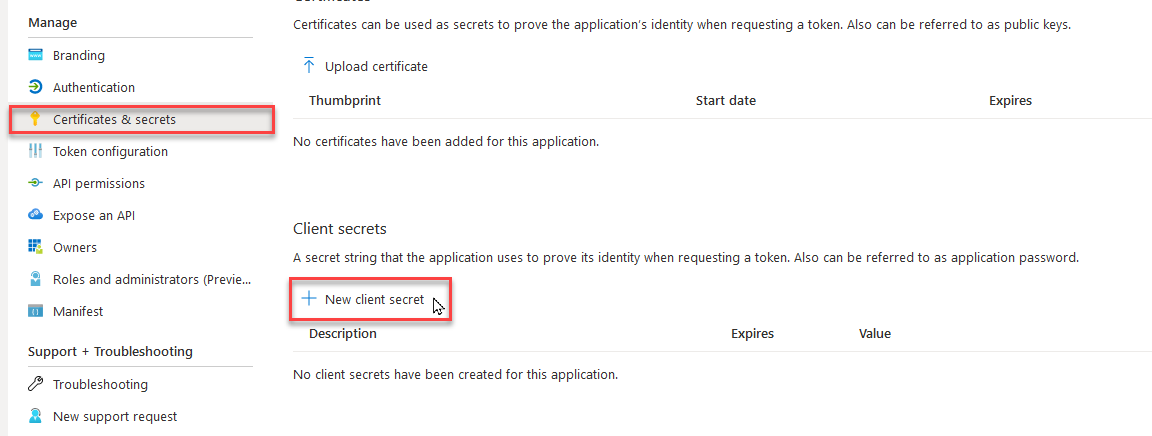 Manage
Branding
Authentication
Certificates & secrets
Token configuration
API permissions
Expose an API
Owners
Roles and administrators (Previe...
Manifest
Support + Troubleshooting
Troubleshooting
New support request
Certificates can be used as secrets to prove the application's identity when requesting a token. Also can be referred to as public keys.
Upload certificate
Thumbprint Start date Expires
No certificates have been added for this application.
Client secrets
A secret string that the application uses to prove its identity when requesting a token. Also can be referred to as application password.
New client secret
Description Expires Value
No client secrets have been created for this application.